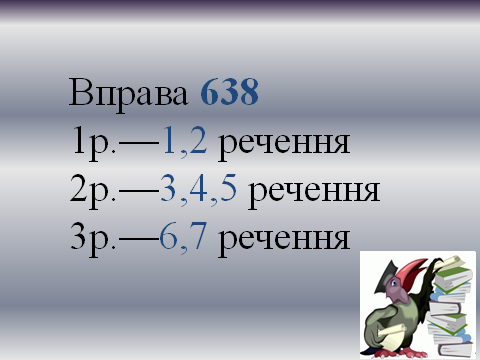 Вправа 638
1р.—1,2 речення
2р.—3,4,5 речення
3р.—6,7 речення